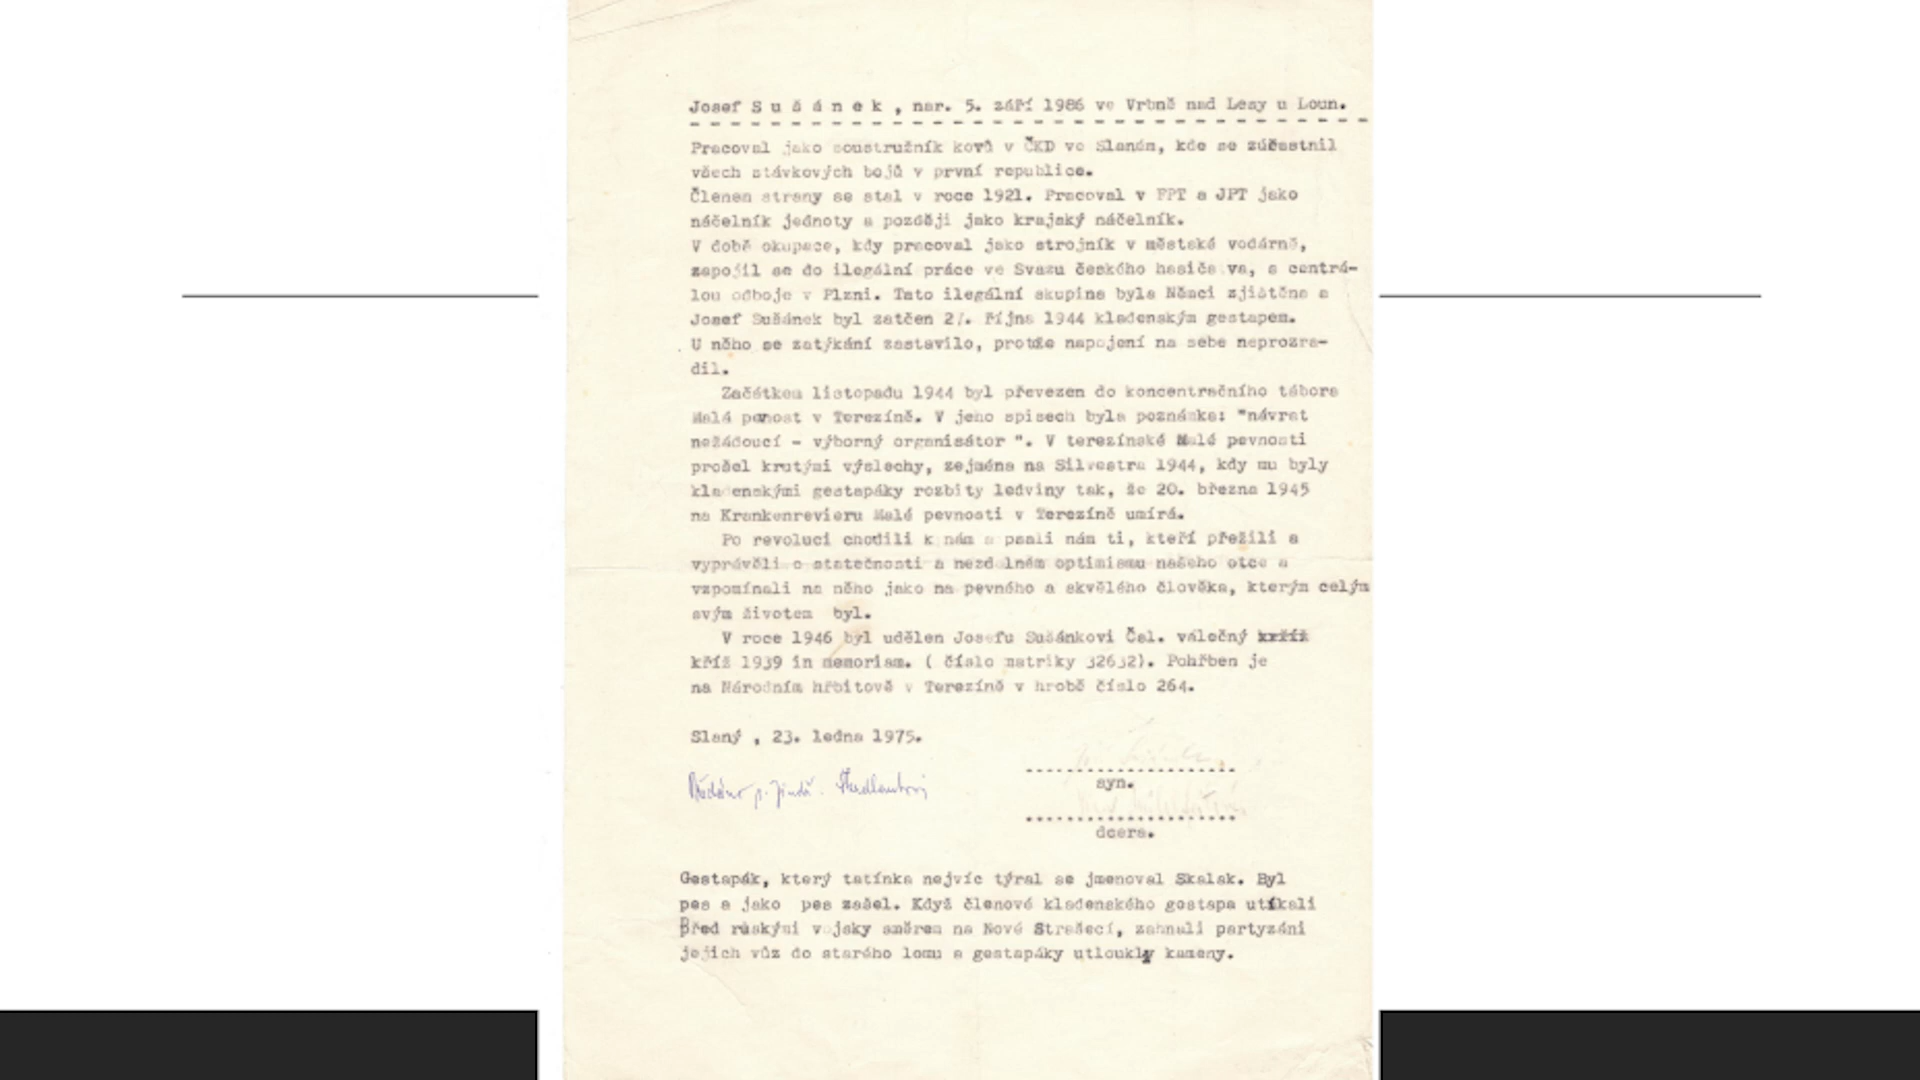 Josef S u š á n e k , nar. 5. září 1986 ve Vrbně nad Lesy u Loun.
Pracoval jako soustružník kovů v ČKD ve Slaném, kde se zúčastnil
všech stávkových bojů v první republice.
Členem strany se stal v roce 1921. Pracoval v FPT a JPT jako
náčelník jednoty a později jako krajský náčelník.
V době okupace, kdy pracoval jako strojník v městské vodárně,
zapojil se do ilegální práce ve Svazu českého hasičs va, s centrá-
lou odboje v Plzni. Tato ilegální skupina byla Němci zjištěna a
Josef Sušánek byl zatčen října 1944 kladenským gestapem.
U něho se zatýkání zastavilo, protože napojení na sebe neprozra-
dil.
Začátkem listopadu 1944 byl převezen do koncentračního tábora
Malá penost v Terezíně. V jeho spisech byla poznámka: "návrat
nežádoucí - výborný organisátor ". V terezínské Malé pevnosti
prošel krutými výslechy, zejména na Silvestra 1944, kdy mu byly
kladenskými gestapáky rozbity ledviny tak, že 20. března 1945
na Krankenrevieru Malé pevnosti v Terezíně umírá.
Po revoluci chodili k nám a psali nám ti, kteří přežili a
vyprávěli o statečnosti a nezdolném optimismu našeho otce a
vzpomínali na něho jako na pevného a skvělého člověka, kterým celým
svým životem byl.
V roce 1946 byl udělen Josefu Sušánkovi Čsl. válečný kříž
kříž 1939 in memoriam. ( číslo matriky 32632). Pohřben je
na Národním hřbitově v Terezíně v hrobě číslo 264.
Slaný , 23. ledna 1975.
syn.
dcera.
Gestapák, který tatínka nejvíc týral se jmenoval Skalak. Byl
pes a jako pes zašel. Když členové kladenského gestapa utíkali
před ruskými vojsky směrem na Nové Strašecí, zahnali partyzáni
jejich vůz do starého lomu a gestapáky utloukly kameny.